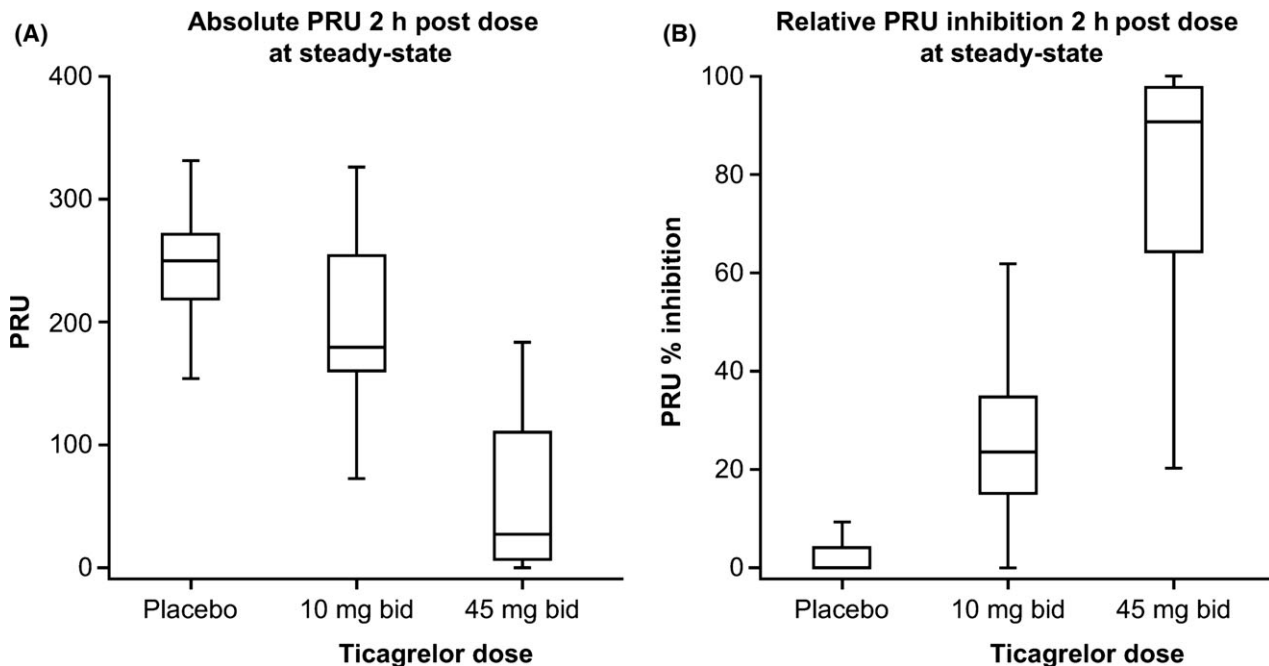 (A)
Absolute PRU 2 h post dose
at steady-state
400
300
200
100
0
PRU
Placebo
10 mg bid
45 mg bid
Ticagrelor dose
(B)
Relative PRU inhibition 2 h post dose
at steady-state
100
80
60
40
20
0
PRU % inhibition
Placebo
10 mg bid
45 mg bid
Ticagrelor dose